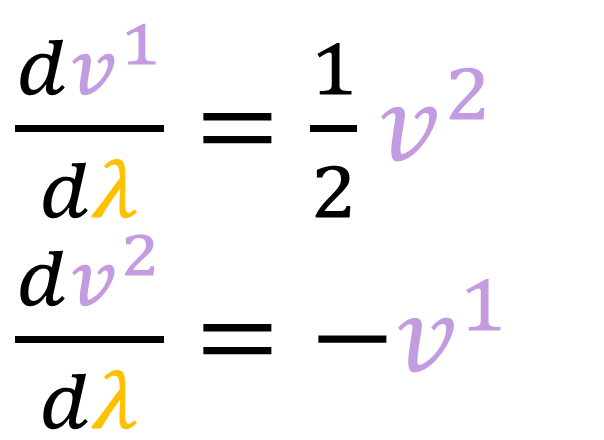 dv¹/dλ = 1/2 v²
dv²/dλ = −v¹